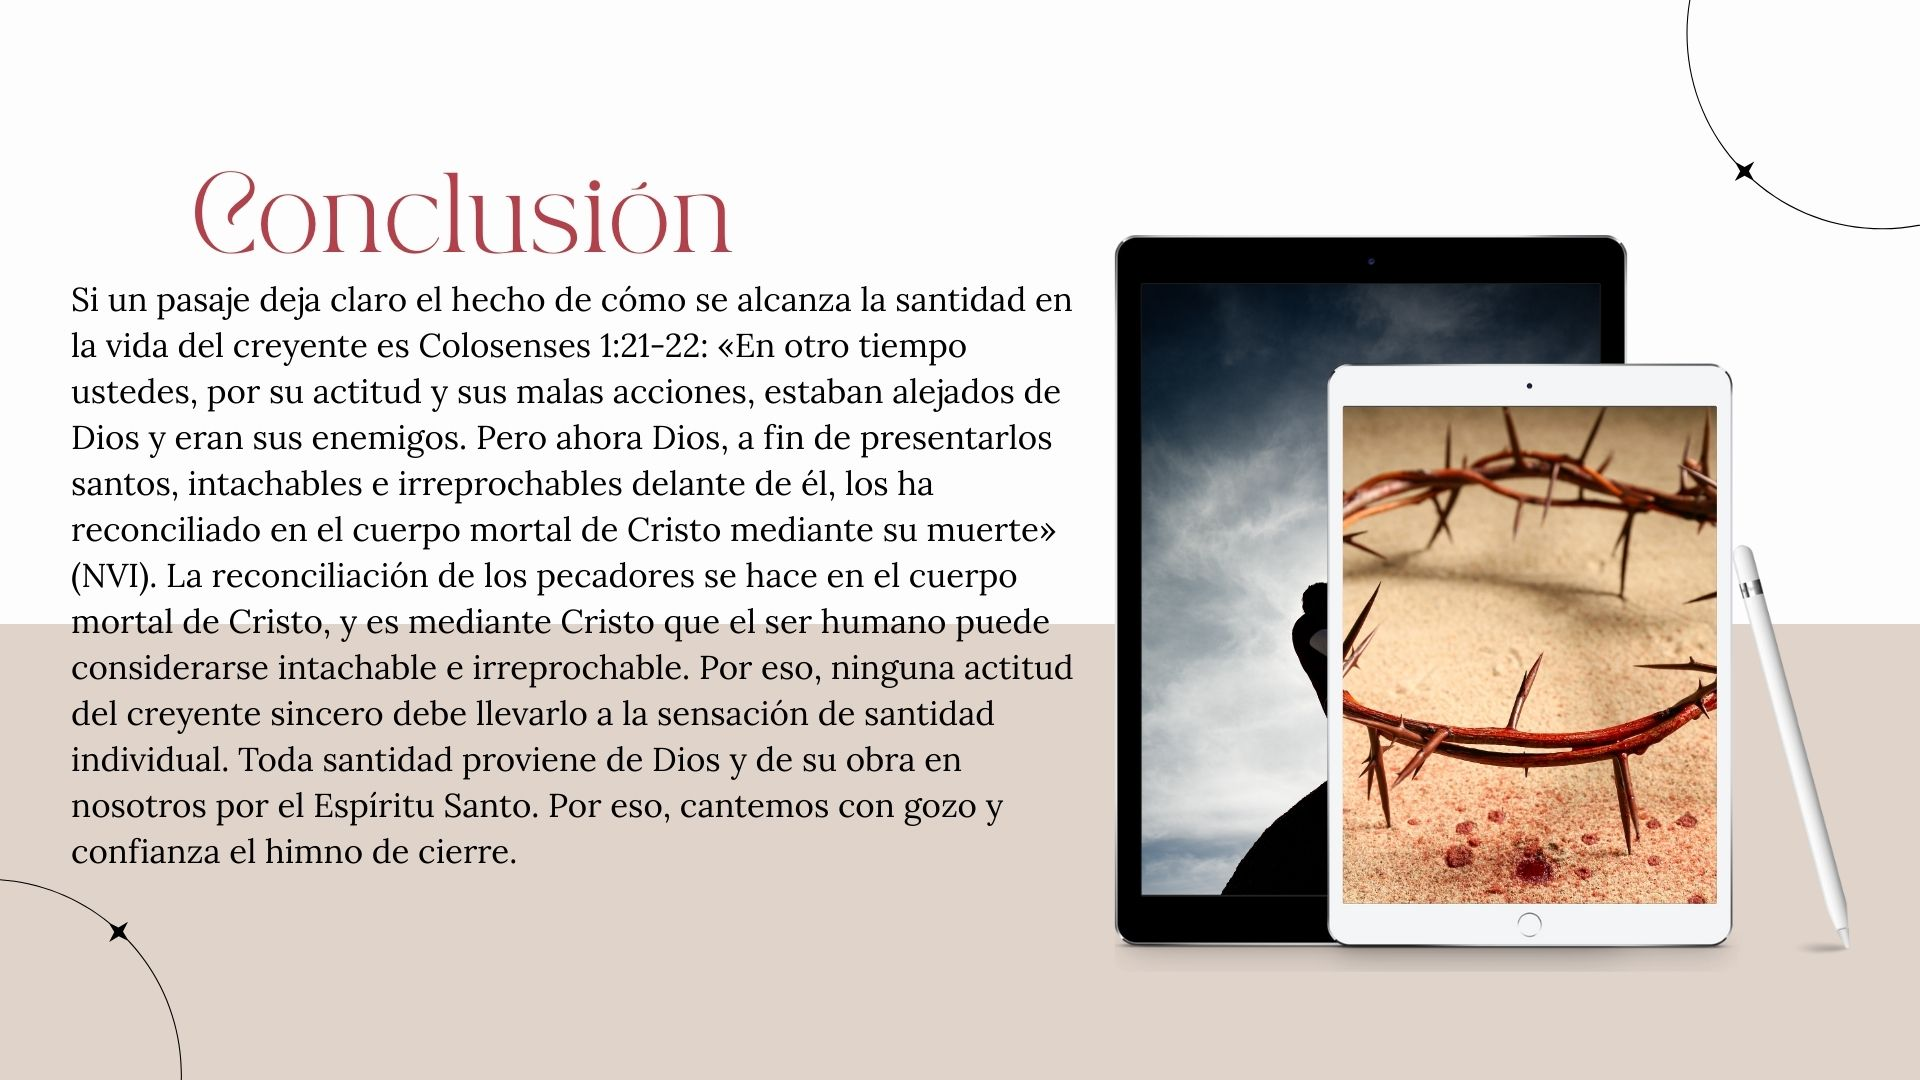 Conclusión
Si un pasaje deja claro el hecho de cómo se alcanza la santidad en
la vida del creyente es Colosenses 1:21-22: «En otro tiempo
ustedes, por su actitud y sus malas acciones, estaban alejados de
Dios y eran sus enemigos. Pero ahora Dios, a fin de presentarlos
santos, intachables e irreprochables delante de él, los ha
reconciliado en el cuerpo mortal de Cristo mediante su muerte»
(NVI). La reconciliación de los pecadores se hace en el cuerpo
mortal de Cristo, y es mediante Cristo que el ser humano puede
considerarse intachable e irreprochable. Por eso, ninguna actitud
del creyente sincero debe llevarlo a la sensación de santidad
individual. Toda santidad proviene de Dios y de su obra en
nosotros por el Espíritu Santo. Por eso, cantemos con gozo y
confianza el himno de cierre.